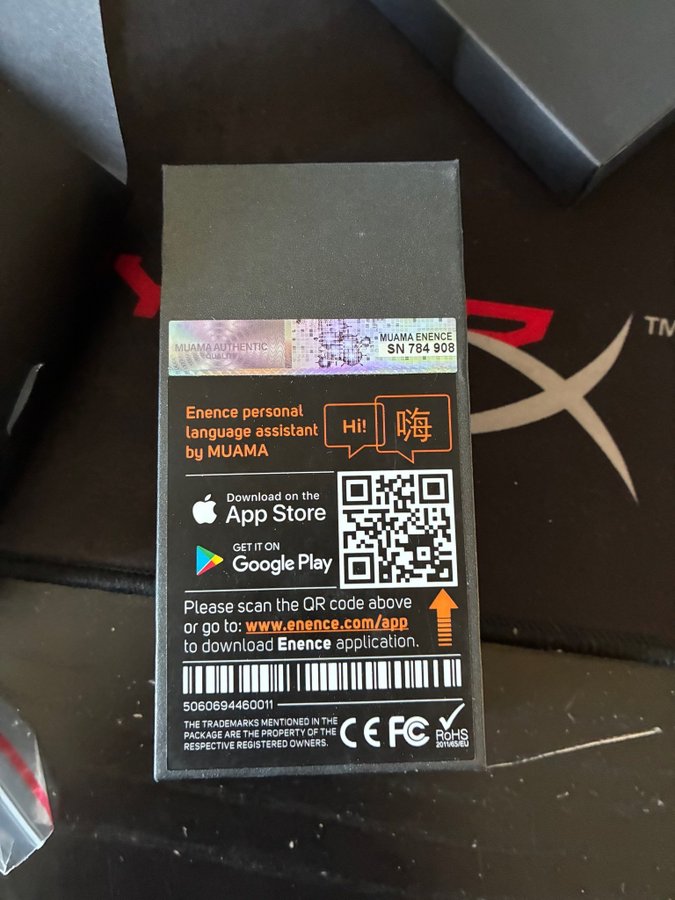 MUAMA AUTHENTIC
QUALITY
MUAMA ENENCE
SN 784 908
Enence personal
language assistant
by MUAMA
Hi!
嗨
Download on the
App Store
GET IT ON
Google Play
Please scan the QR code above
or go to: www.enence.com/app
to download Enence application.
5060694460011
THE TRADEMARKS MENTIONED IN THE
PACKAGE ARE THE PROPERTY OF THE
RESPECTIVE REGISTERED OWNERS.
CE FC RoHS
2011/65/EU
TM